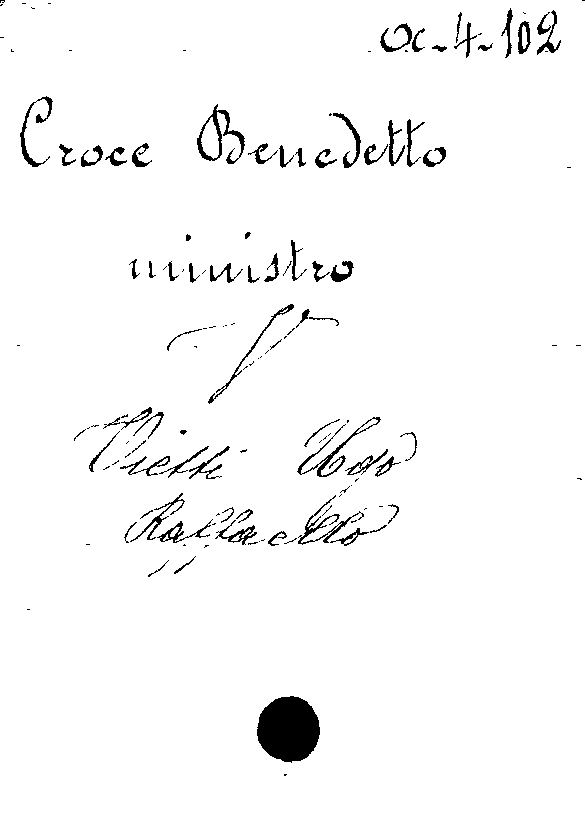 OC-4-102
Croce Benedetto
ministro
V
Vietti Ugo
Raffaello